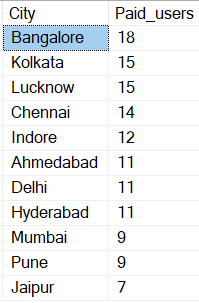 City Paid_users
Bangalore 18
Kolkata 15
Lucknow 15
Chennai 14
Indore 12
Ahmedabad 11
Delhi 11
Hyderabad 11
Mumbai 9
Pune 9
Jaipur 7